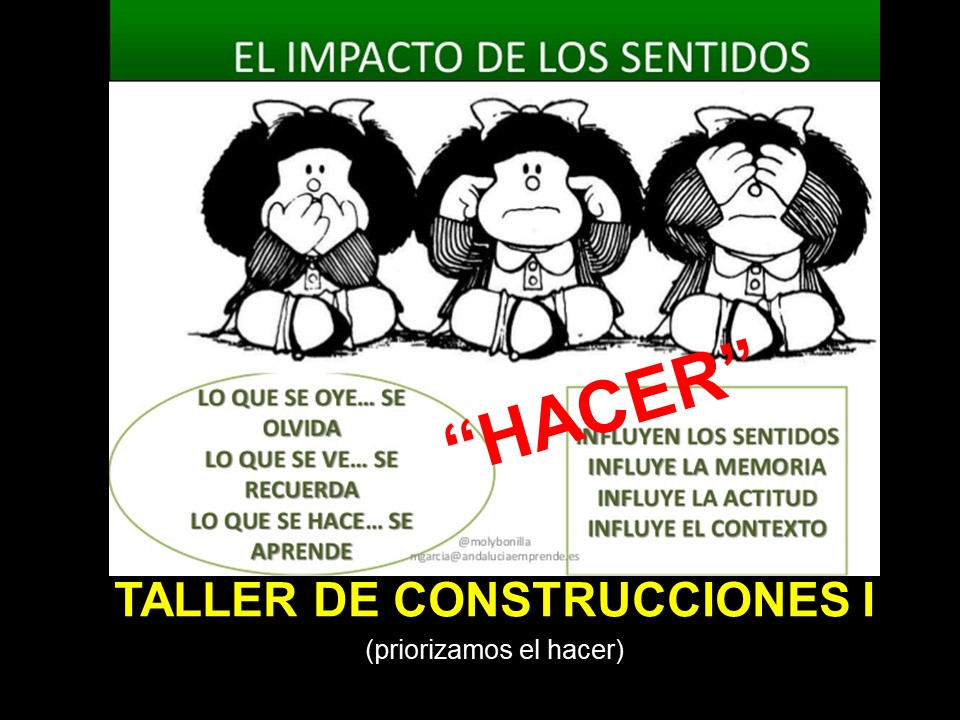 EL IMPACTO DE LOS SENTIDOS
“HACER”
LO QUE SE OYE... SE
OLVIDA
LO QUE SE VE... SE
RECUERDA
LO QUE SE HACE... SE
APRENDE
INFLUYEN LOS SENTIDOS
INFLUYE LA MEMORIA
INFLUYE LA ACTITUD
INFLUYE EL CONTEXTO
@molybonilla
mgarcia@andaluciaemprende.es
TALLER DE CONSTRUCCIONES I
(priorizamos el hacer)